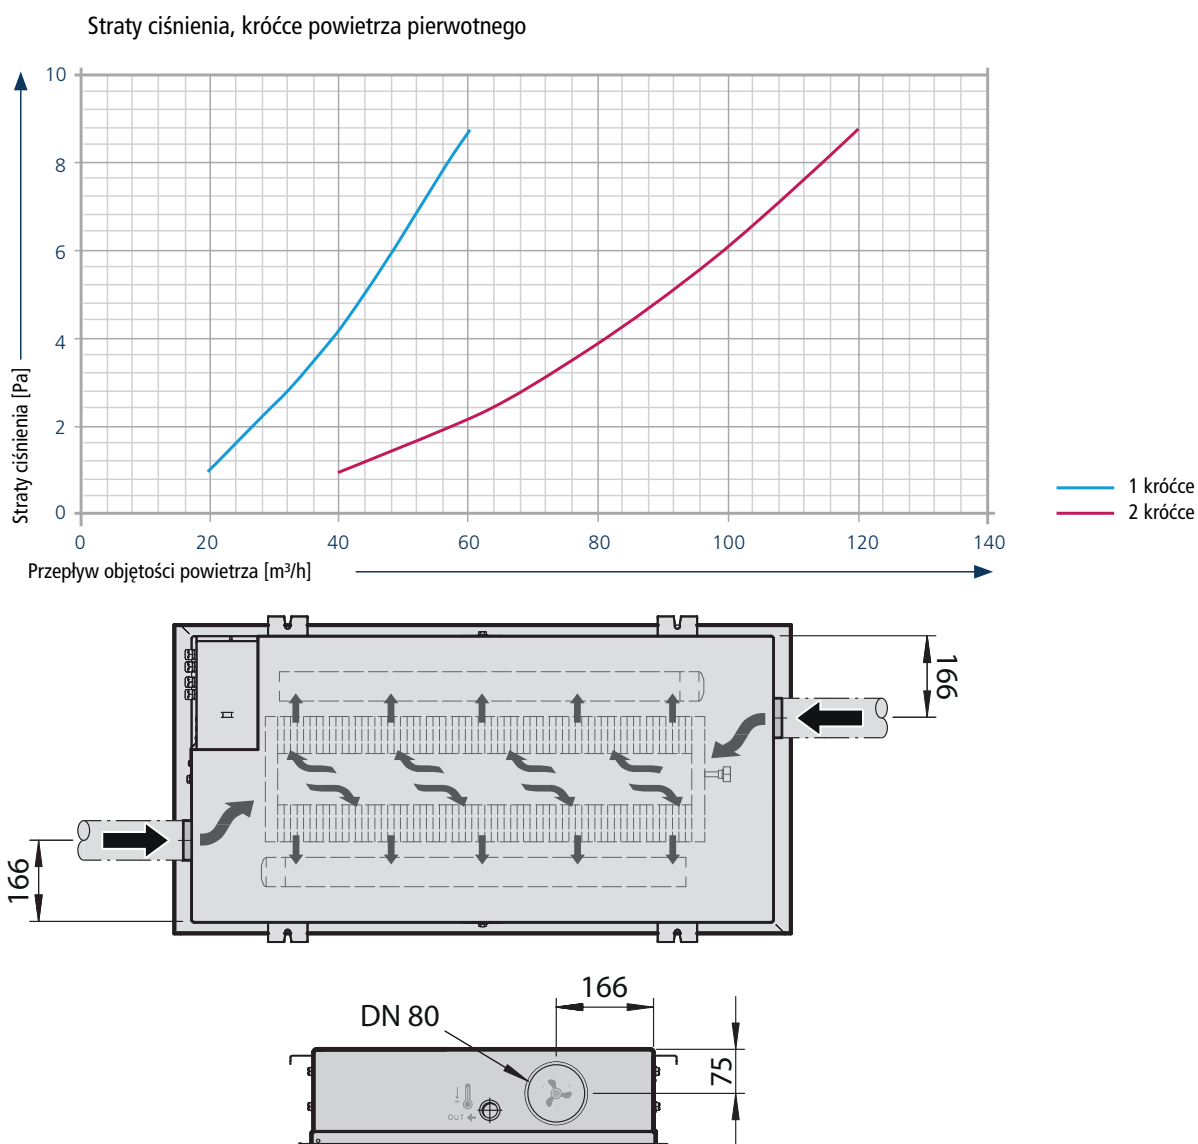 Straty ciśnienia, króćce powietrza pierwotnego
10
8
6
4
2
0
Straty ciśnienia [Pa]
0 20 40 60 80 100 120 140
Przepływ objętości powietrza [m³/h]
1 króćce
2 króćce
166
166
166
DN 80
75
OUT